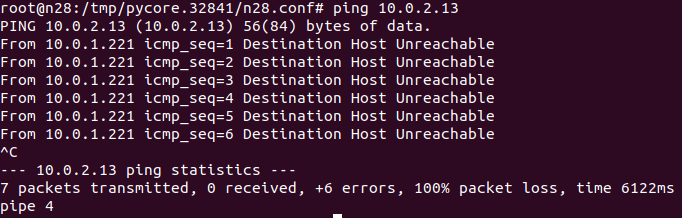 root@n28:/tmp/pycore.32841/n28.conf# ping 10.0.2.13
PING 10.0.2.13 (10.0.2.13) 56(84) bytes of data.
From 10.0.1.221 icmp_seq=1 Destination Host Unreachable
From 10.0.1.221 icmp_seq=2 Destination Host Unreachable
From 10.0.1.221 icmp_seq=3 Destination Host Unreachable
From 10.0.1.221 icmp_seq=4 Destination Host Unreachable
From 10.0.1.221 icmp_seq=5 Destination Host Unreachable
From 10.0.1.221 icmp_seq=6 Destination Host Unreachable
^C
--- 10.0.2.13 ping statistics ---
7 packets transmitted, 0 received, +6 errors, 100% packet loss, time 6122ms
pipe 4